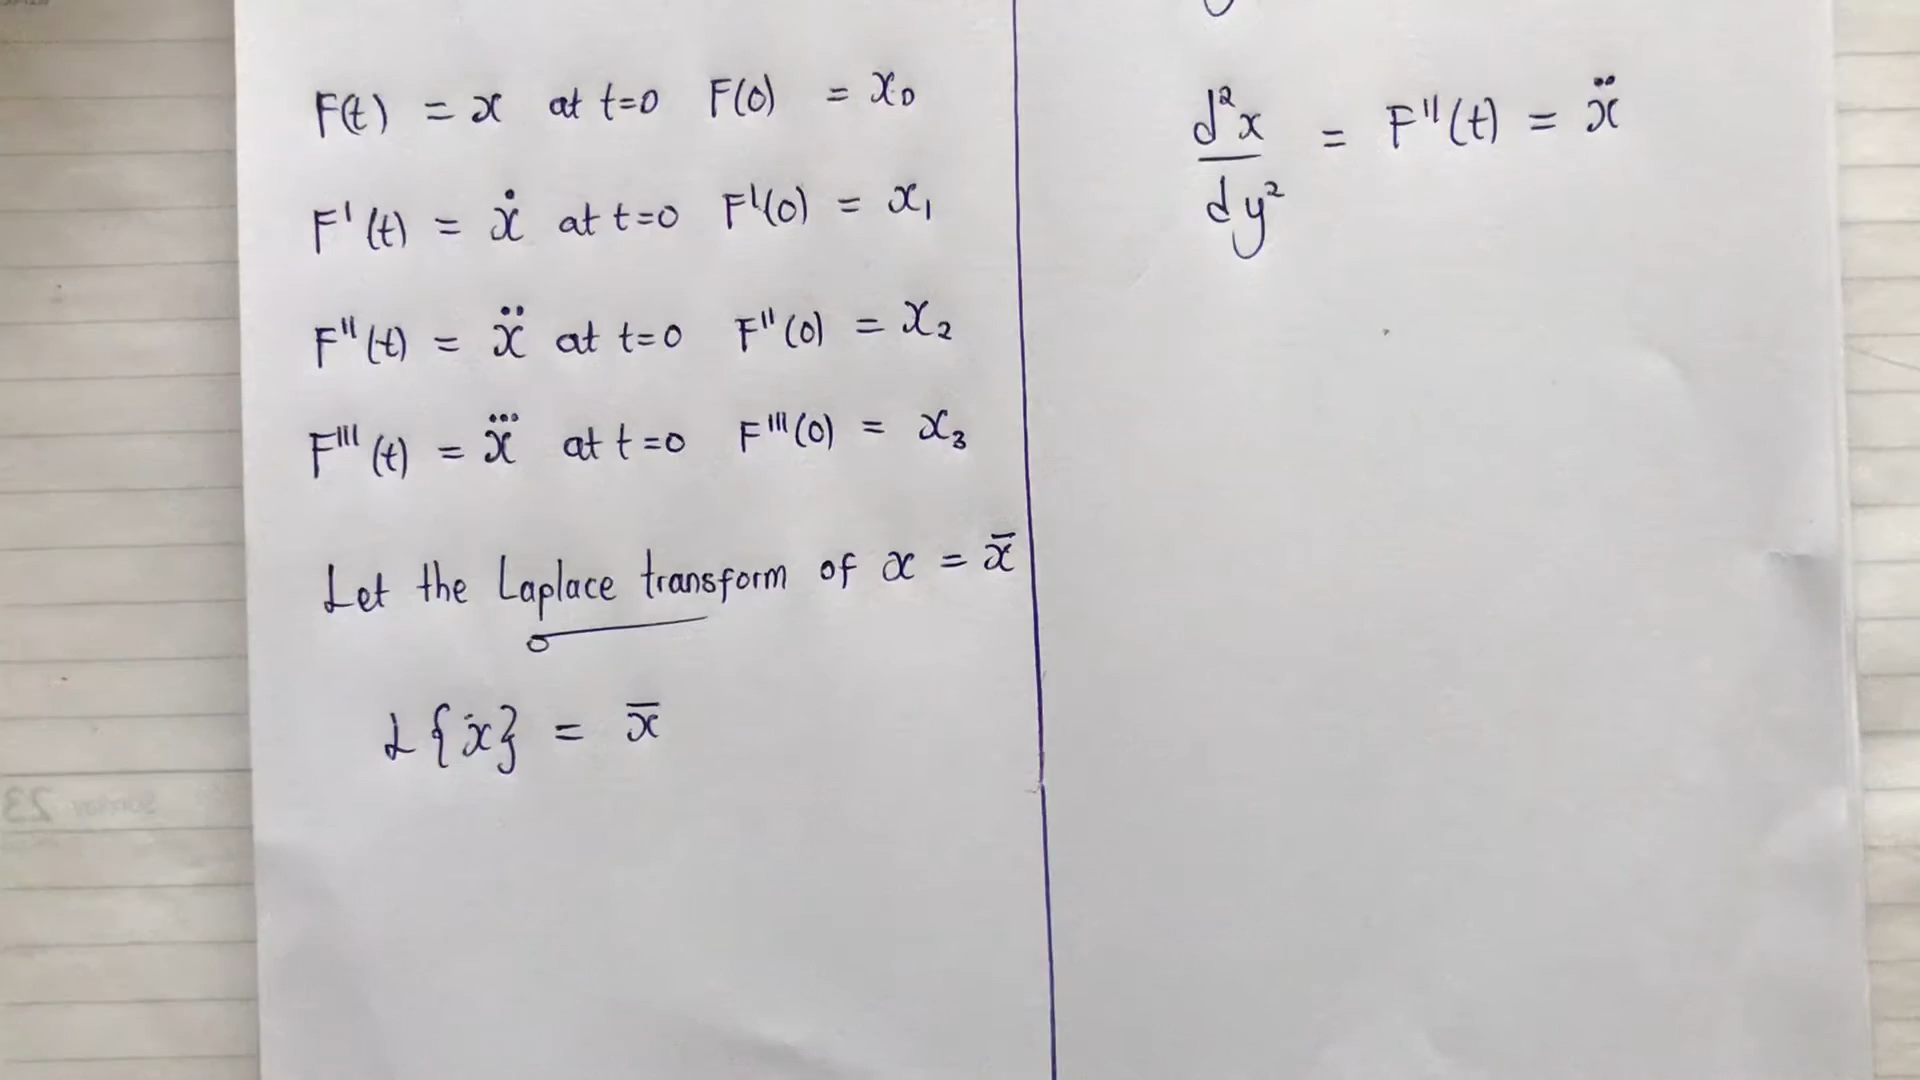 F(t) = x at t=0 F(0) = x₀
F'(t) = ẋ at t=0 F'(0) = x₁
F''(t) = ẍ at t=0 F''(0) = x₂
F'''(t) = x⃛ at t=0 F'''(0) = x₃
Let the Laplace transform of x = x̄
ℒ{x} = x̄
d²x/dy² = F''(t) = ẍ